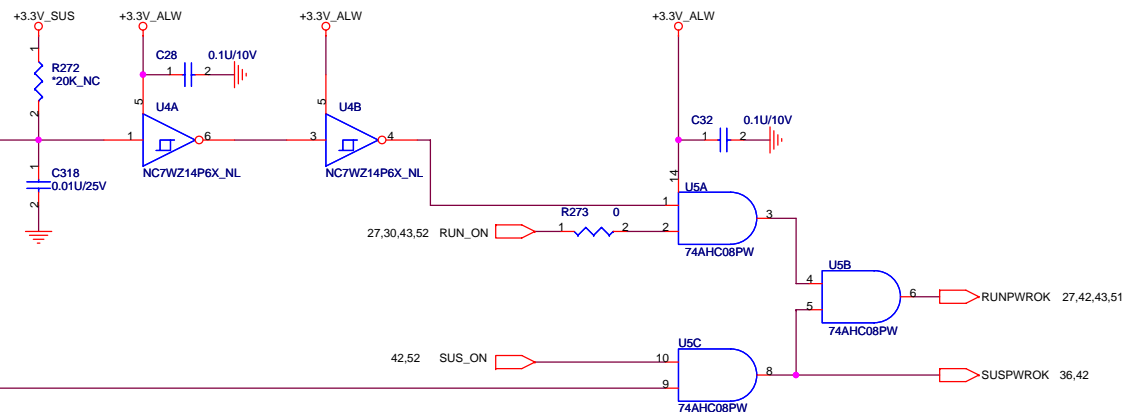 +3.3V_SUS
+3.3V_ALW
+3.3V_ALW
+3.3V_ALW
1
R272
*20K_NC
2
C28
0.1U/10V
1
2
5
U4A
1
6
NC7WZ14P6X_NL
5
U4B
3
4
NC7WZ14P6X_NL
1
C318
0.01U/25V
2
C32
0.1U/10V
1
2
14
U5A
1
2
3
74AHC08PW
27,30,43,52 RUN_ON
R273
0
1
2
U5B
4
5
6
74AHC08PW
RUNPWROK 27,42,43,51
42,52 SUS_ON
U5C
10
9
8
74AHC08PW
SUSPWROK 36,42